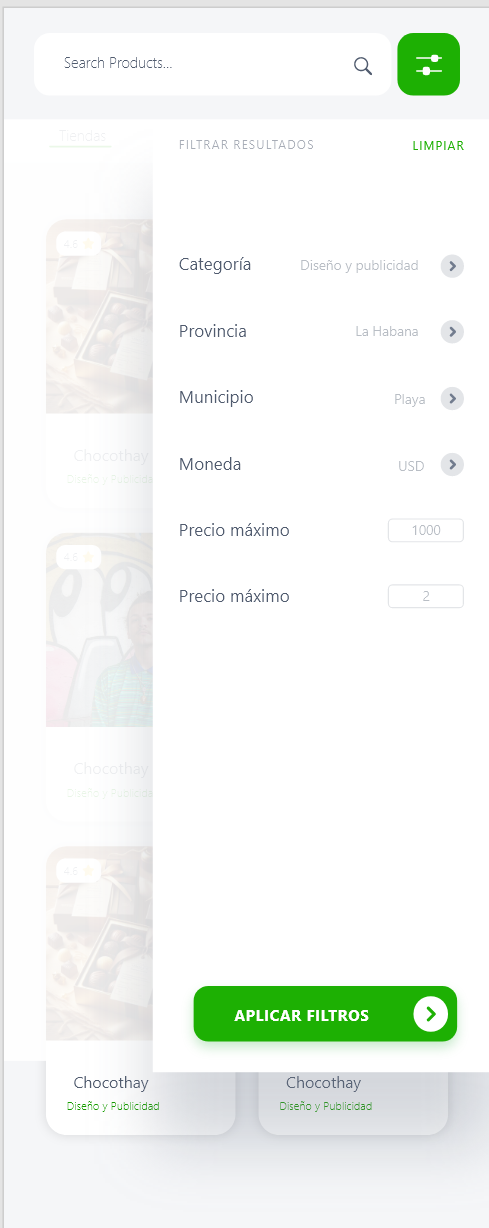 Search Products...
Tiendas
FILTRAR RESULTADOS LIMPIAR
4.6
Categoría Diseño y publicidad
Provincia La Habana
Municipio Playa
Chocothay
Moneda USD
Diseño y Publicida
Precio máximo 1000
4.6
Precio máximo 2
Chocothay
Diseño y Publicida
4.6
APLICAR FILTROS
Chocothay Chocothay
Diseño y Publicidad Diseño y Publicidad